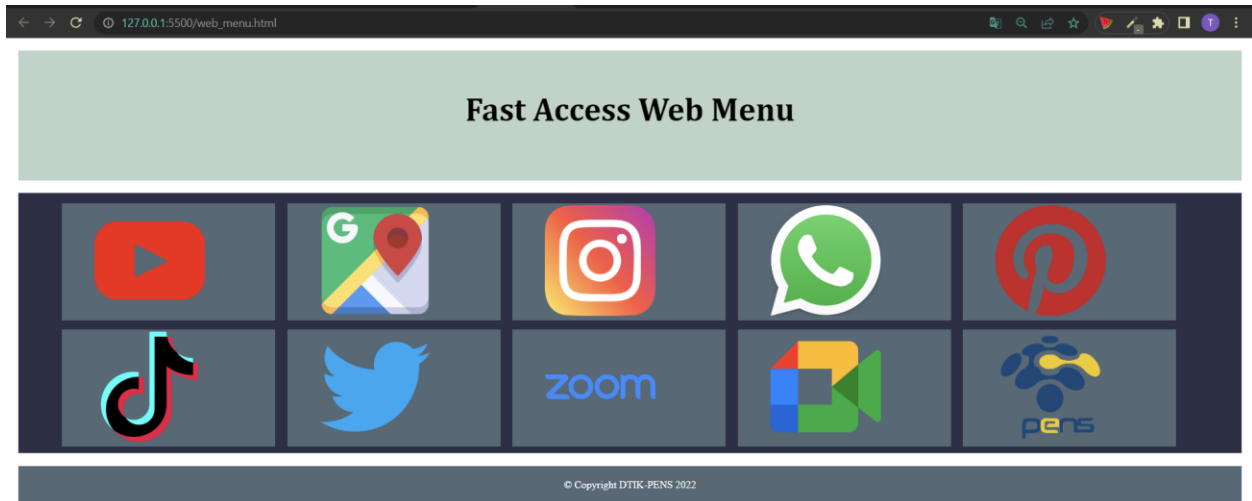 127.0.0.1:5500/web_menu.html
T
Fast Access Web Menu
G
zoom
pens
© Copyright DTIK-PENS 2022